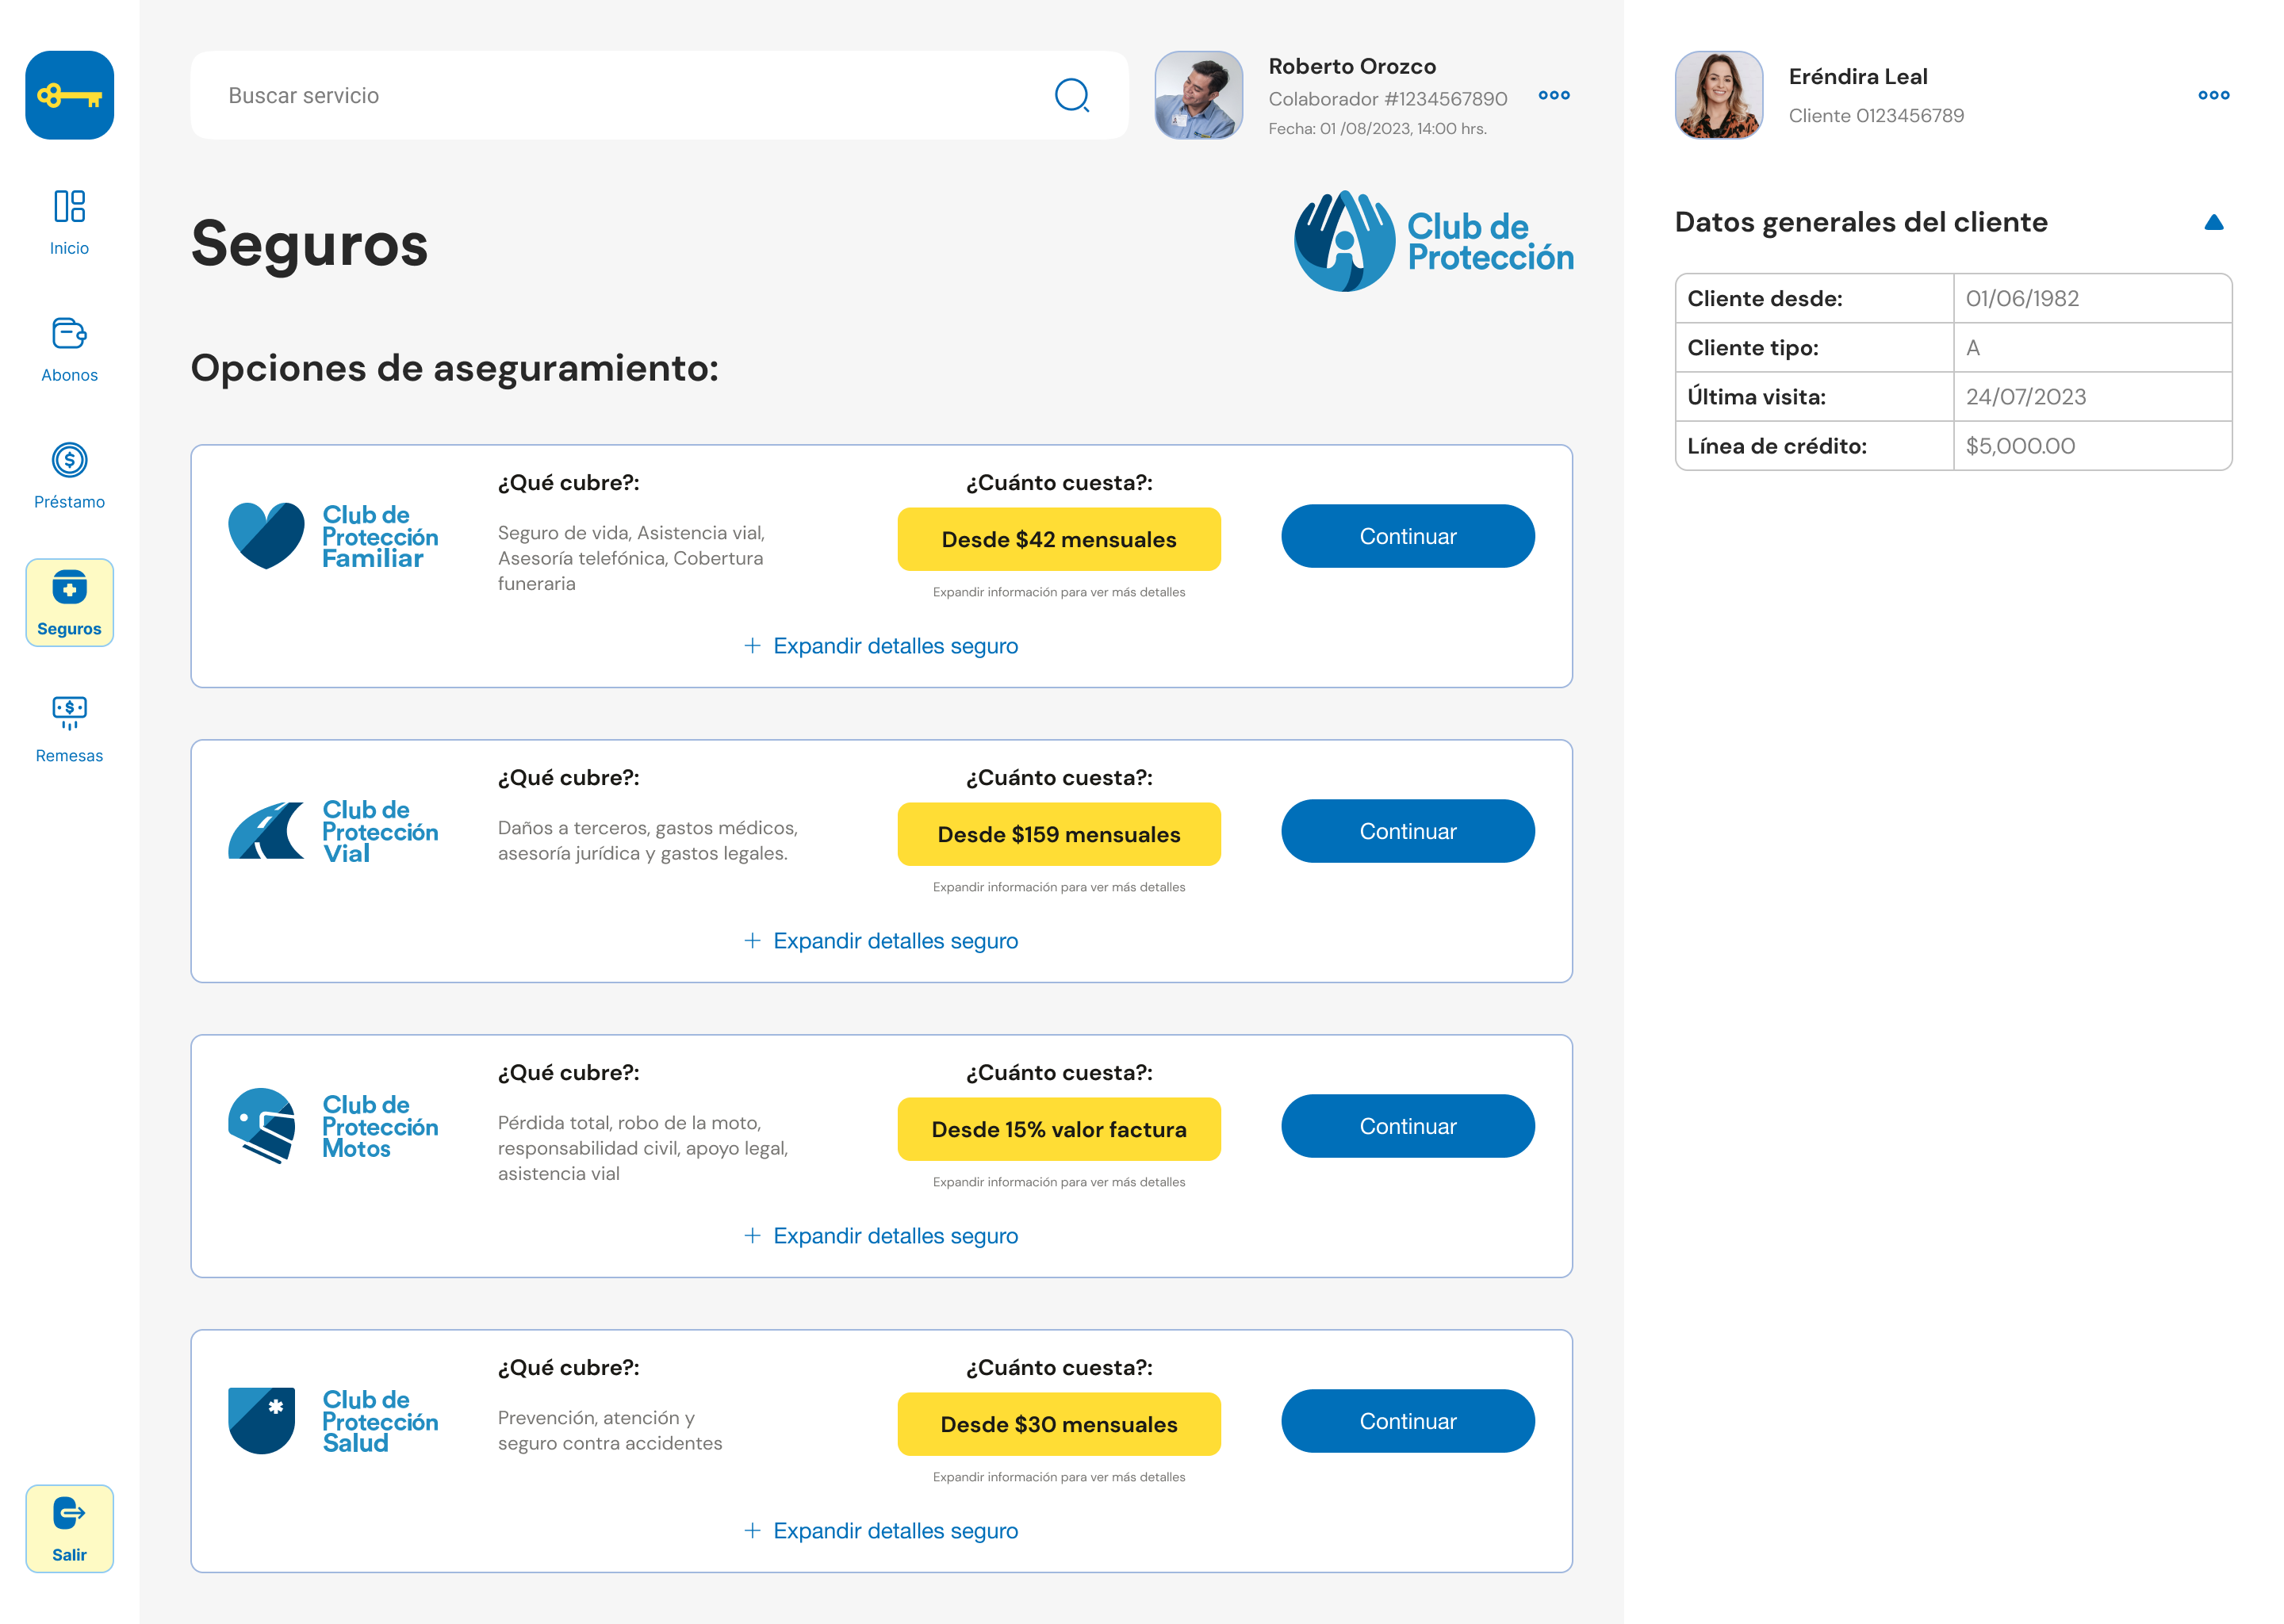 Inicio
Abonos
Préstamo
Seguros
Remesas
Salir
Buscar servicio
Roberto Orozco
Colaborador #1234567890
Fecha: 01 /08/2023, 14:00 hrs.
Seguros
Club de
Protección
Opciones de aseguramiento:
Club de
Protección
Familiar
¿Qué cubre?:
Seguro de vida, Asistencia vial,
Asesoría telefónica, Cobertura
funeraria
¿Cuánto cuesta?:
Desde $42 mensuales
Expandir información para ver más detalles
Continuar
+ Expandir detalles seguro
Club de
Protección
Vial
¿Qué cubre?:
Daños a terceros, gastos médicos,
asesoría jurídica y gastos legales.
¿Cuánto cuesta?:
Desde $159 mensuales
Expandir información para ver más detalles
Continuar
+ Expandir detalles seguro
Club de
Protección
Motos
¿Qué cubre?:
Pérdida total, robo de la moto,
responsabilidad civil, apoyo legal,
asistencia vial
¿Cuánto cuesta?:
Desde 15% valor factura
Expandir información para ver más detalles
Continuar
+ Expandir detalles seguro
Club de
Protección
Salud
¿Qué cubre?:
Prevención, atención y
seguro contra accidentes
¿Cuánto cuesta?:
Desde $30 mensuales
Expandir información para ver más detalles
Continuar
+ Expandir detalles seguro
Eréndira Leal
Cliente 0123456789
Datos generales del cliente
Cliente desde: 01/06/1982
Cliente tipo: A
Última visita: 24/07/2023
Línea de crédito: $5,000.00